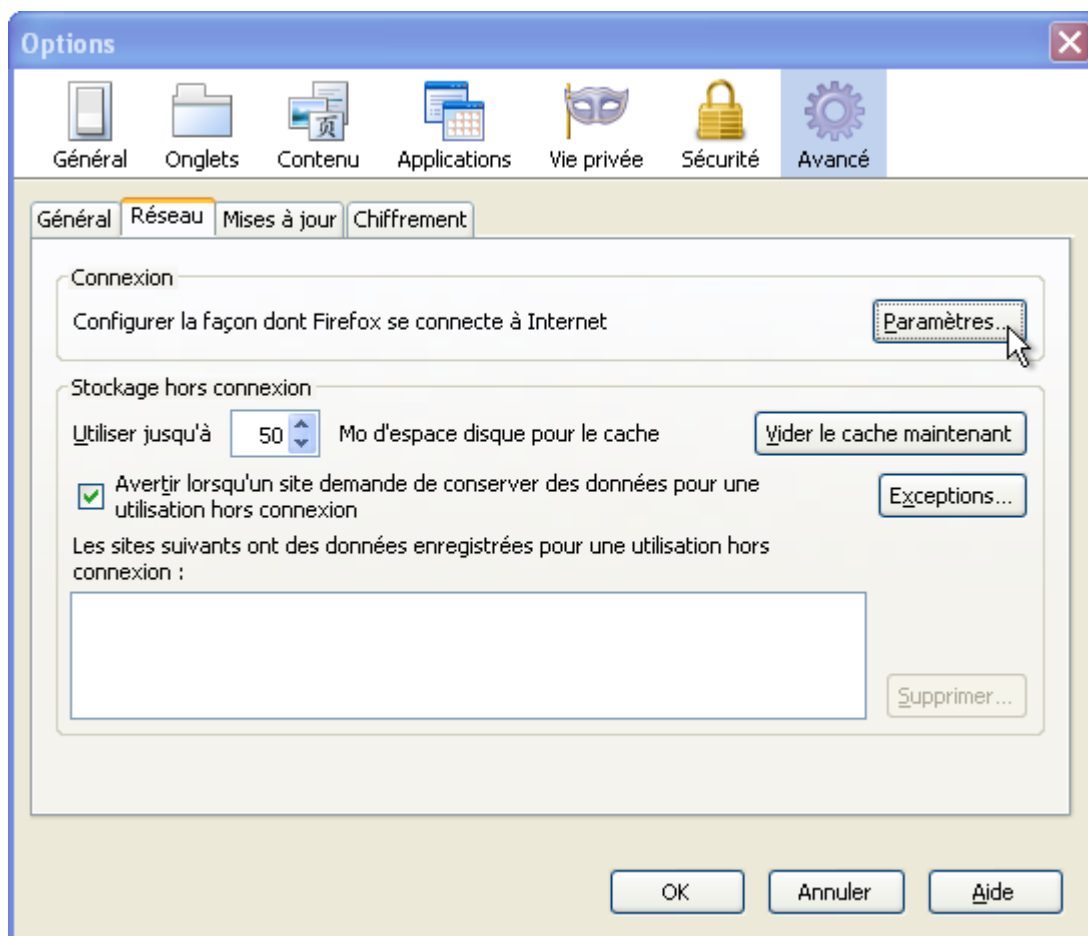 Options
Général Onglets Contenu Applications Vie privée Sécurité Avancé
Général Réseau Mises à jour Chiffrement
Connexion
Configurer la façon dont Firefox se connecte à Internet Paramètres...
Stockage hors connexion
Utiliser jusqu'à 50 Mo d'espace disque pour le cache Vider le cache maintenant
Avertir lorsqu'un site demande de conserver des données pour une
utilisation hors connexion
Exceptions...
Les sites suivants ont des données enregistrées pour une utilisation hors
connexion :
Supprimer...
OK Annuler Aide